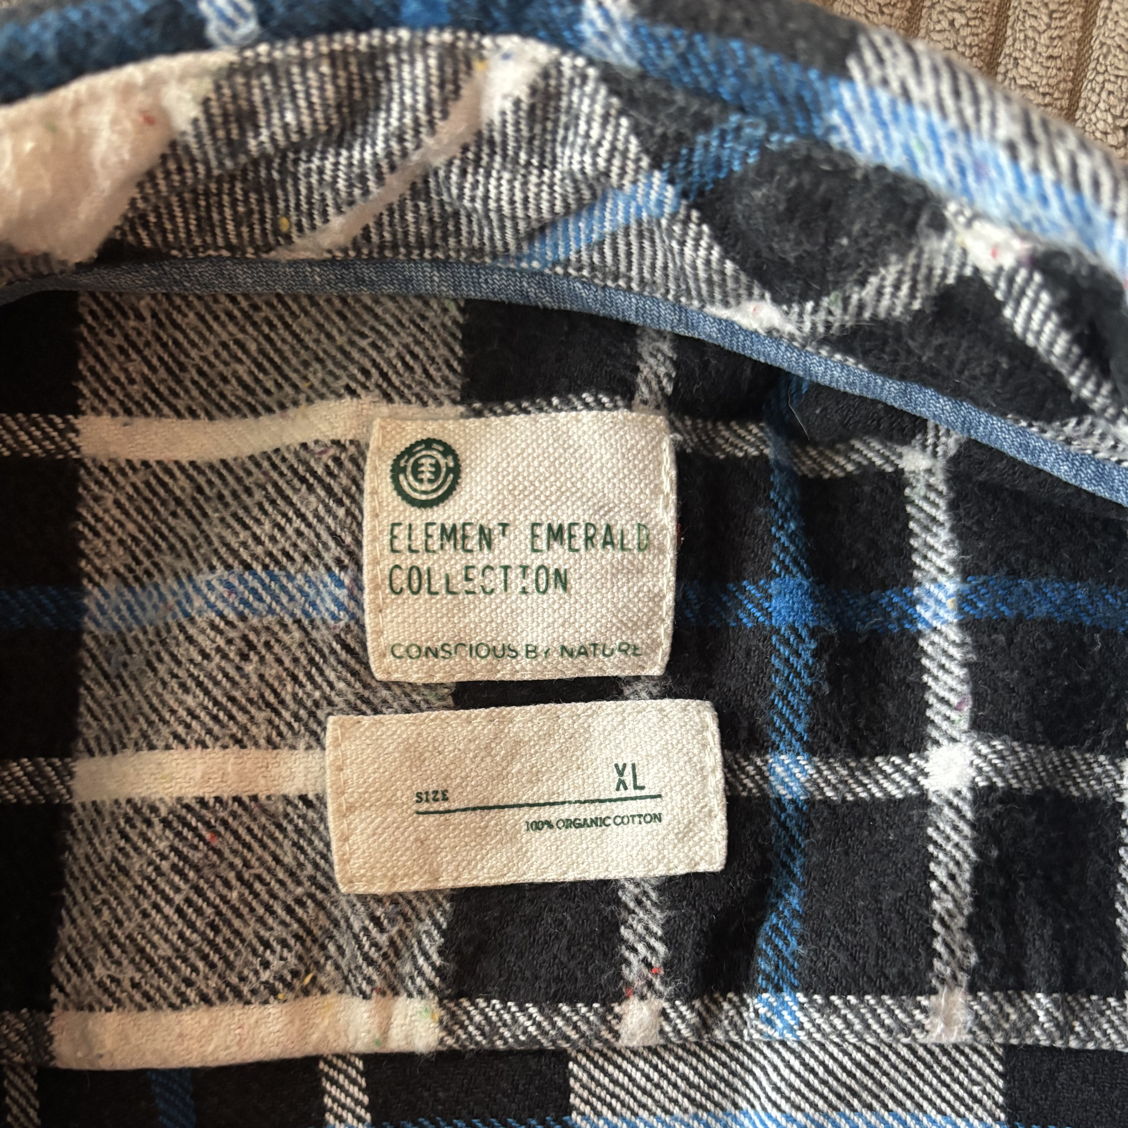 ELEMENT EMERALD
COLLECTION
CONSCIOUS BY NATURE
XL
SIZE
100% ORGANIC COTTON